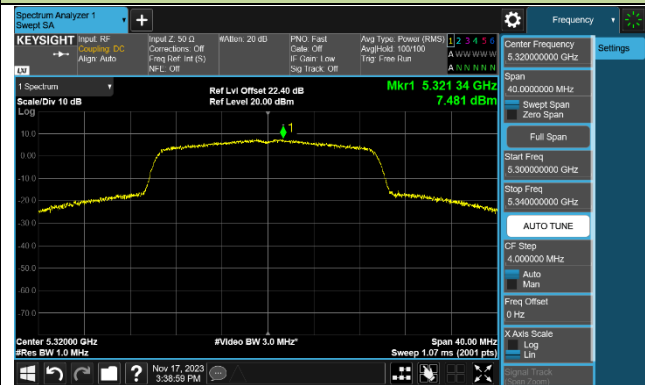 Spectrum Analyzer 1
Swept SA
Frequency
KEYSIGHT
Input: RF
Coupling: DC
Align: Auto
Input Z: 50 Ω
Corrections: Off
Freq Ref: Int (S)
NFE: Off
#Atten: 20 dB
PNO: Fast
Gate: Off
IF Gain: Low
Sig Track: Off
Avg Type: Power (RMS)
Avg|Hold: 100/100
Trig: Free Run
1 2 3 4 5 6
A W W W W W
A N N N N N
LXI
1 Spectrum
Scale/Div 10 dB
Log
Ref Lvl Offset 22.40 dB
Ref Level 20.00 dBm
Mkr1 5.321 34 GHz
7.481 dBm
1
10.0
0.00
-10.0
-20.0
-30.0
-40.0
-50.0
-60.0
-70.0
Center 5.32000 GHz
#Res BW 1.0 MHz
#Video BW 3.0 MHz*
Span 40.00 MHz
Sweep 1.07 ms (2001 pts)
Nov 17, 2023
3:38:59 PM
Center Frequency
5.320000000 GHz
Settings
Span
40.0000000 MHz
Swept Span
Zero Span
Full Span
Start Freq
5.300000000 GHz
Stop Freq
5.340000000 GHz
AUTO TUNE
CF Step
4.000000 MHz
Auto
Man
Freq Offset
0 Hz
X Axis Scale
Log
Lin
Signal Track
(Span Zoom)